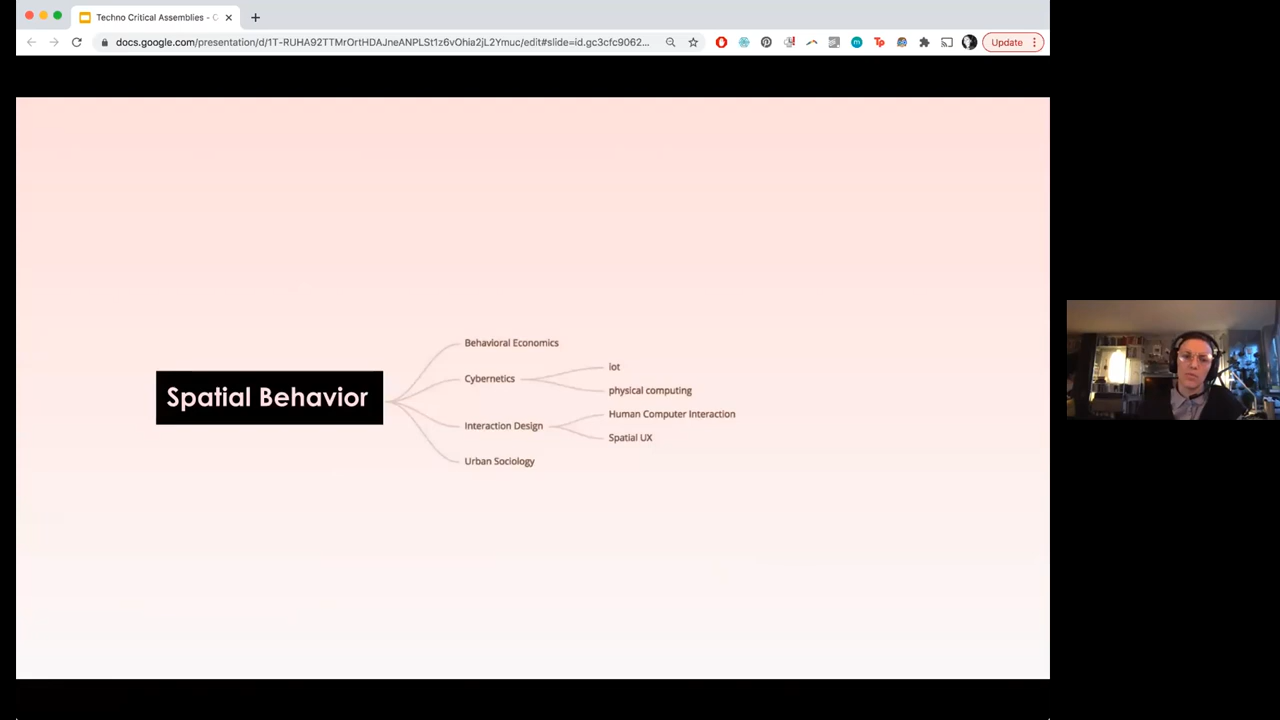 Techno Critical Assemblies - C
docs.google.com/presentation/d/1T-RUHA92TTMrOrtHDAJneANPLSt1z6vOhia2jL2Ymuc/edit#slide=id.gc3cfc9062...
Tp
Update
Behavioral Economics
iot
Cybernetics
physical computing
Spatial Behavior
Human Computer Interaction
Interaction Design
Spatial UX
Urban Sociology